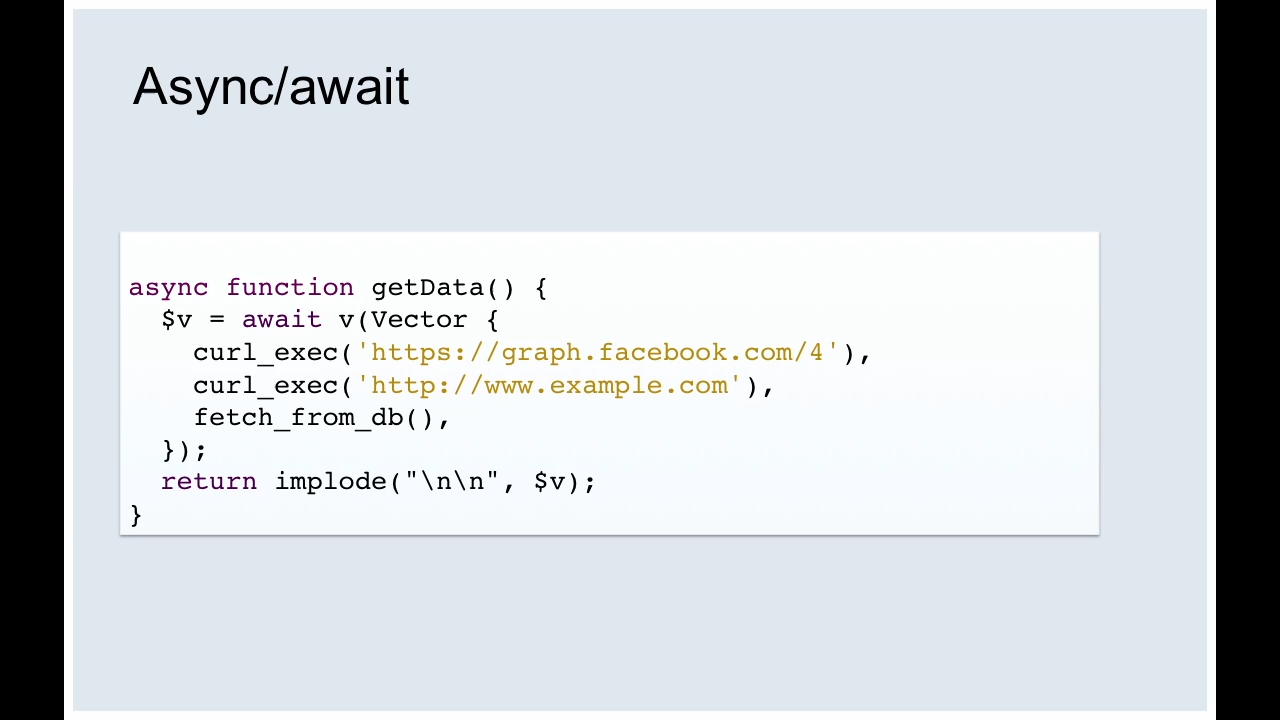 Async/await
async function getData() {
  $v = await v(Vector {
    curl_exec('https://graph.facebook.com/4'),
    curl_exec('http://www.example.com'),
    fetch_from_db(),
  });
  return implode("\n\n", $v);
}